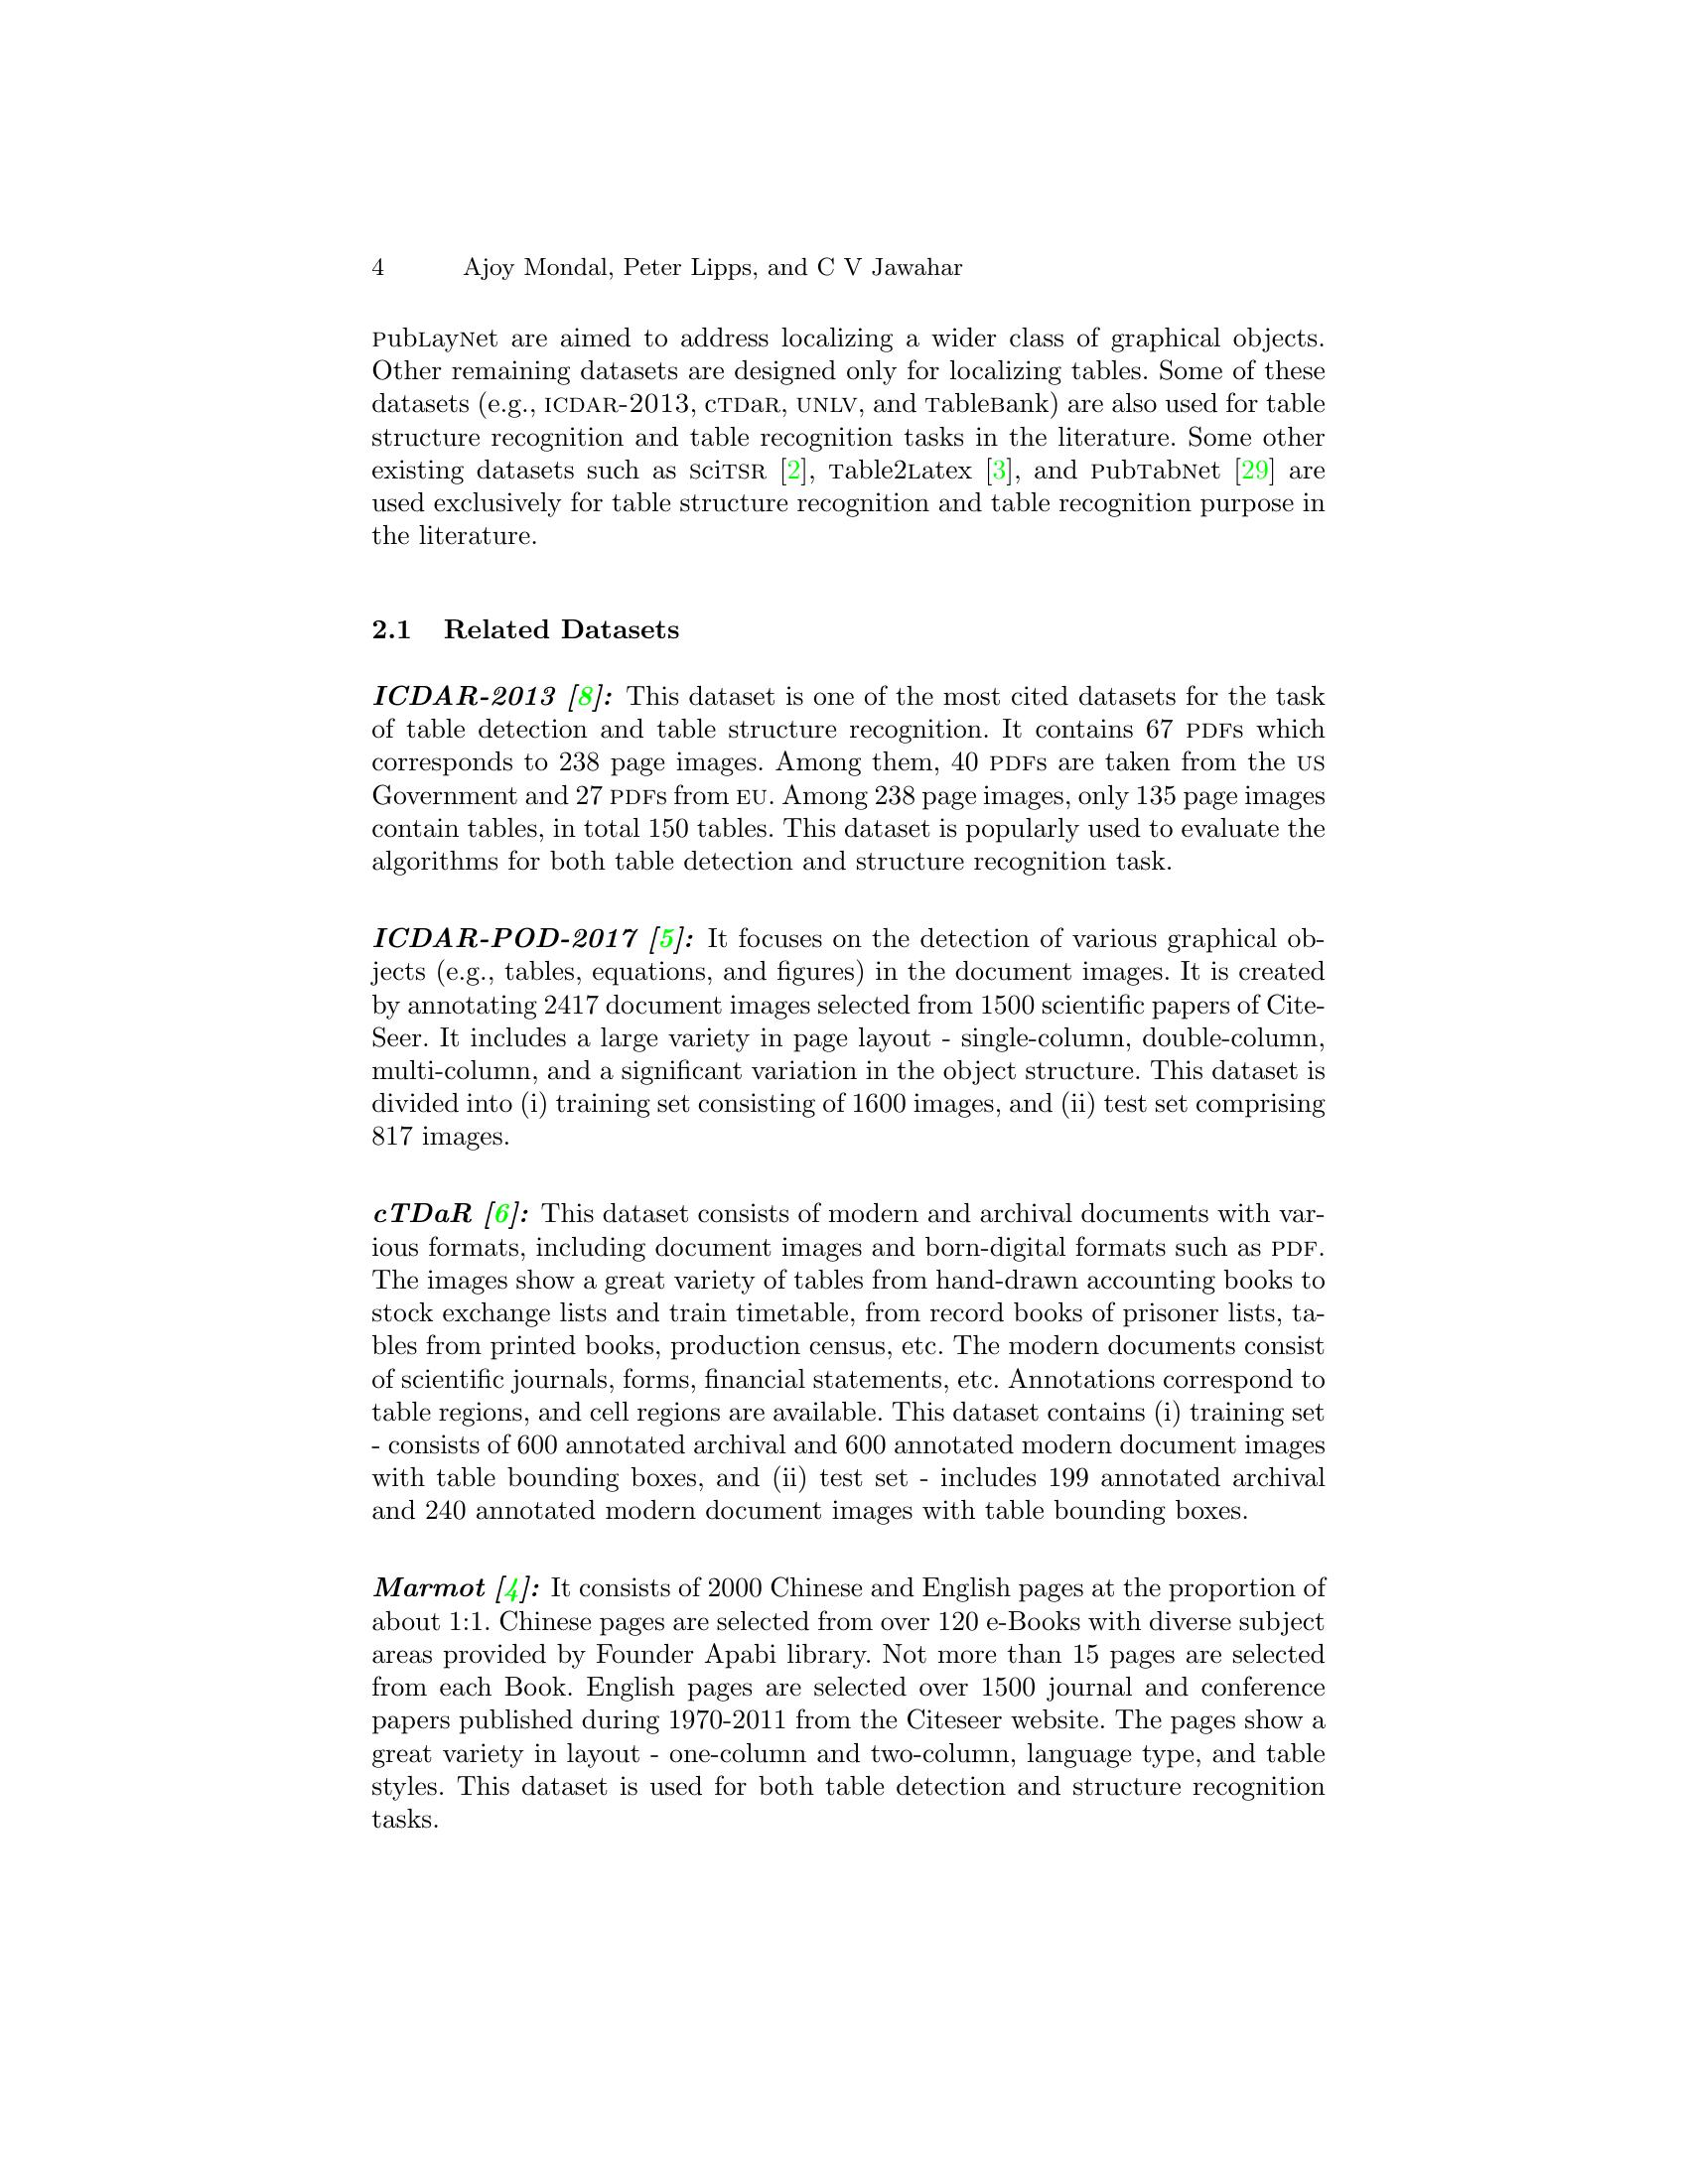 4 Ajoy Mondal, Peter Lipps, and C V Jawahar
PubLayNet are aimed to address localizing a wider class of graphical objects.
Other remaining datasets are designed only for localizing tables. Some of these
datasets (e.g., ICDAR-2013, cTDaR, UNLV, and TableBank) are also used for table
structure recognition and table recognition tasks in the literature. Some other
existing datasets such as SciTSR [2], Table2Latex [3], and PubTabNet [29] are
used exclusively for table structure recognition and table recognition purpose in
the literature.
2.1 Related Datasets
ICDAR-2013 [8]: This dataset is one of the most cited datasets for the task
of table detection and table structure recognition. It contains 67 PDFs which
corresponds to 238 page images. Among them, 40 PDFs are taken from the US
Government and 27 PDFs from EU. Among 238 page images, only 135 page images
contain tables, in total 150 tables. This dataset is popularly used to evaluate the
algorithms for both table detection and structure recognition task.
ICDAR-POD-2017 [5]: It focuses on the detection of various graphical ob-
jects (e.g., tables, equations, and figures) in the document images. It is created
by annotating 2417 document images selected from 1500 scientific papers of Cite-
Seer. It includes a large variety in page layout - single-column, double-column,
multi-column, and a significant variation in the object structure. This dataset is
divided into (i) training set consisting of 1600 images, and (ii) test set comprising
817 images.
cTDaR [6]: This dataset consists of modern and archival documents with var-
ious formats, including document images and born-digital formats such as PDF.
The images show a great variety of tables from hand-drawn accounting books to
stock exchange lists and train timetable, from record books of prisoner lists, ta-
bles from printed books, production census, etc. The modern documents consist
of scientific journals, forms, financial statements, etc. Annotations correspond to
table regions, and cell regions are available. This dataset contains (i) training set
- consists of 600 annotated archival and 600 annotated modern document images
with table bounding boxes, and (ii) test set - includes 199 annotated archival
and 240 annotated modern document images with table bounding boxes.
Marmot [4]: It consists of 2000 Chinese and English pages at the proportion of
about 1:1. Chinese pages are selected from over 120 e-Books with diverse subject
areas provided by Founder Apabi library. Not more than 15 pages are selected
from each Book. English pages are selected over 1500 journal and conference
papers published during 1970-2011 from the Citeseer website. The pages show a
great variety in layout - one-column and two-column, language type, and table
styles. This dataset is used for both table detection and structure recognition
tasks.